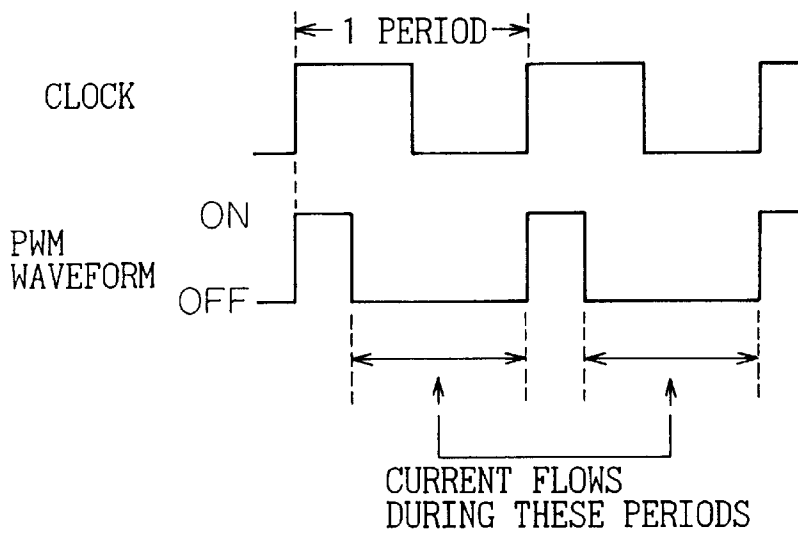 1 PERIOD
CLOCK
ON
PWM
WAVEFORM
OFF
CURRENT FLOWS
DURING THESE PERIODS